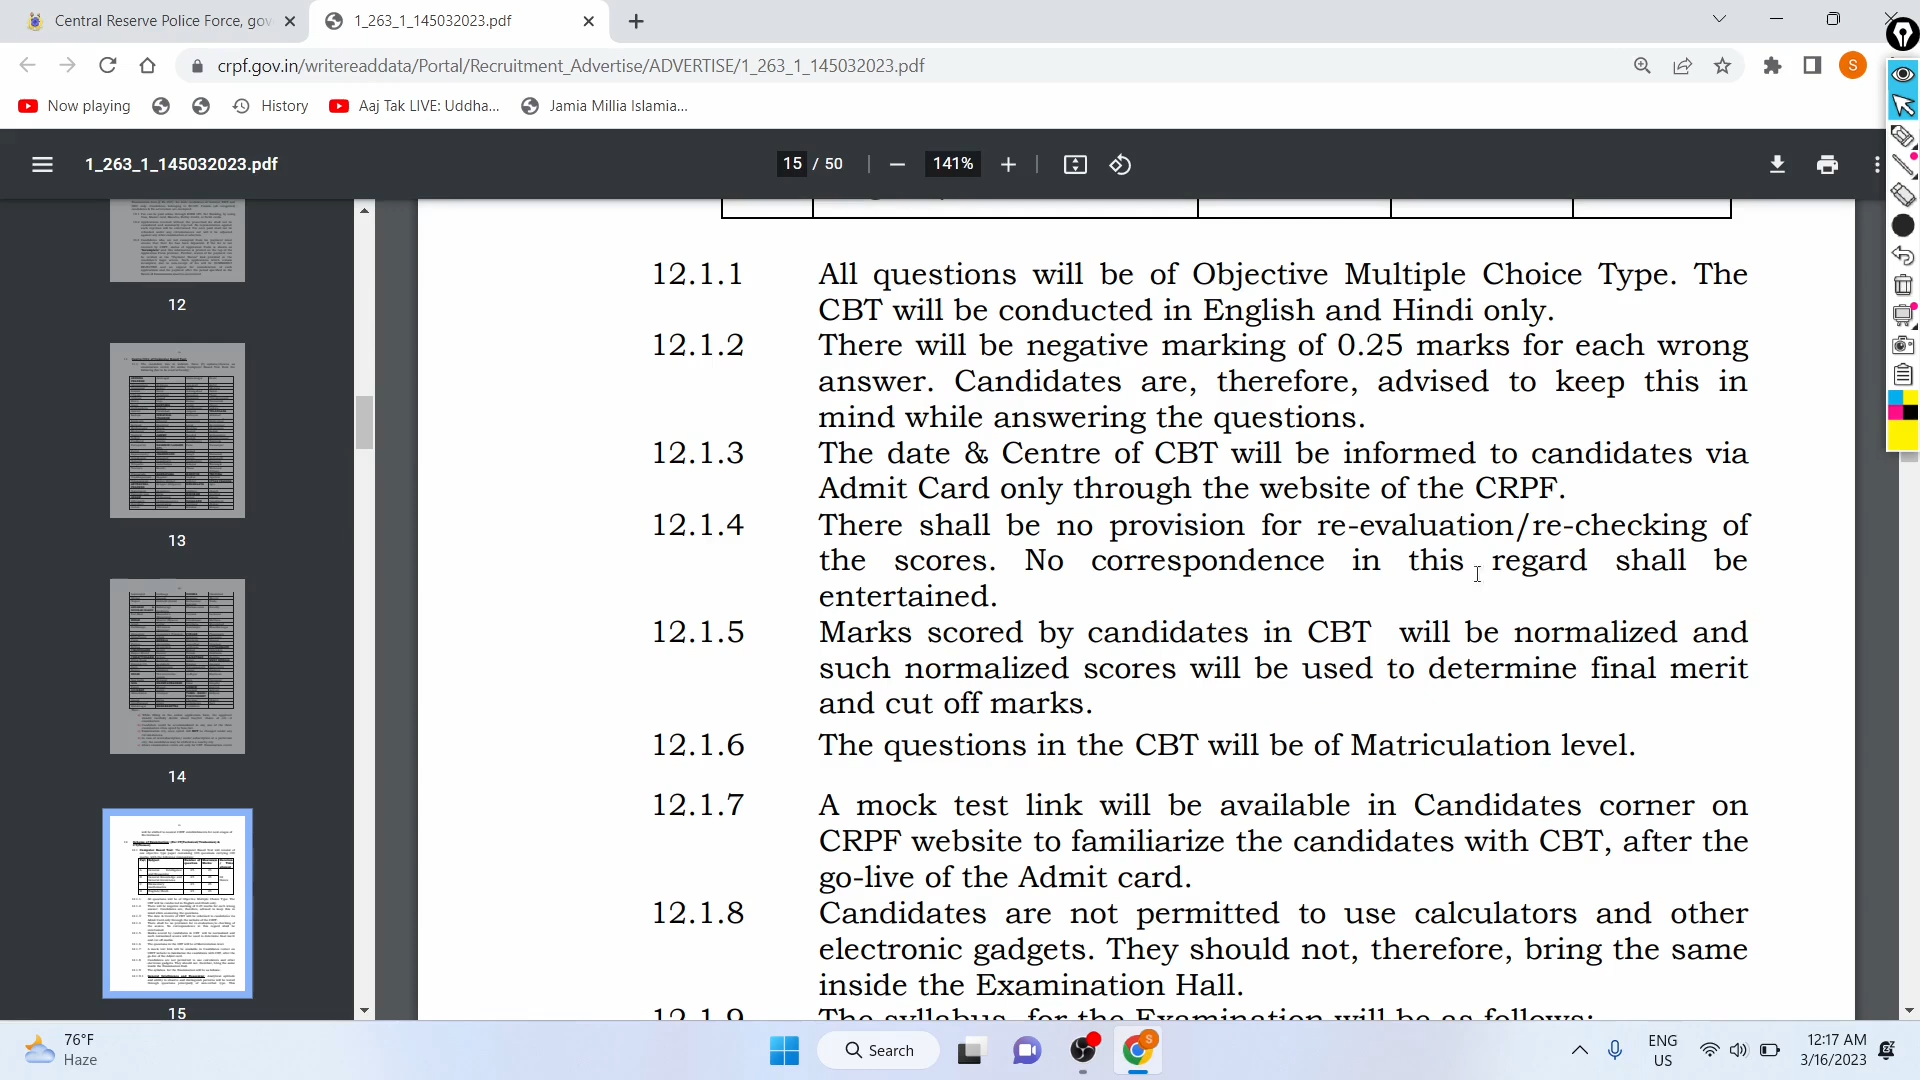 Central Reserve Police Force, gov
1_263_1_145032023.pdf
crpf.gov.in/writereaddata/Portal/Recruitment_Advertise/ADVERTISE/1_263_1_145032023.pdf
S
Now playing
History
Aaj Tak LIVE: Uddha...
Jamia Millia Islamia...
1_263_1_145032023.pdf
15 / 50
141%
12.1.1 All questions will be of Objective Multiple Choice Type. The
CBT will be conducted in English and Hindi only.
12.1.2 There will be negative marking of 0.25 marks for each wrong
answer. Candidates are, therefore, advised to keep this in
mind while answering the questions.
12.1.3 The date & Centre of CBT will be informed to candidates via
Admit Card only through the website of the CRPF.
12.1.4 There shall be no provision for re-evaluation/re-checking of
the scores. No correspondence in this regard shall be
entertained.
12.1.5 Marks scored by candidates in CBT will be normalized and
such normalized scores will be used to determine final merit
and cut off marks.
12.1.6 The questions in the CBT will be of Matriculation level.
12.1.7 A mock test link will be available in Candidates corner on
CRPF website to familiarize the candidates with CBT, after the
go-live of the Admit card.
12.1.8 Candidates are not permitted to use calculators and other
electronic gadgets. They should not, therefore, bring the same
inside the Examination Hall.
12.1.9 The syllabus for the Examination will be as follows:
12
13
14
15
76°F
Haze
Search
S
ENG
US
12:17 AM
3/16/2023